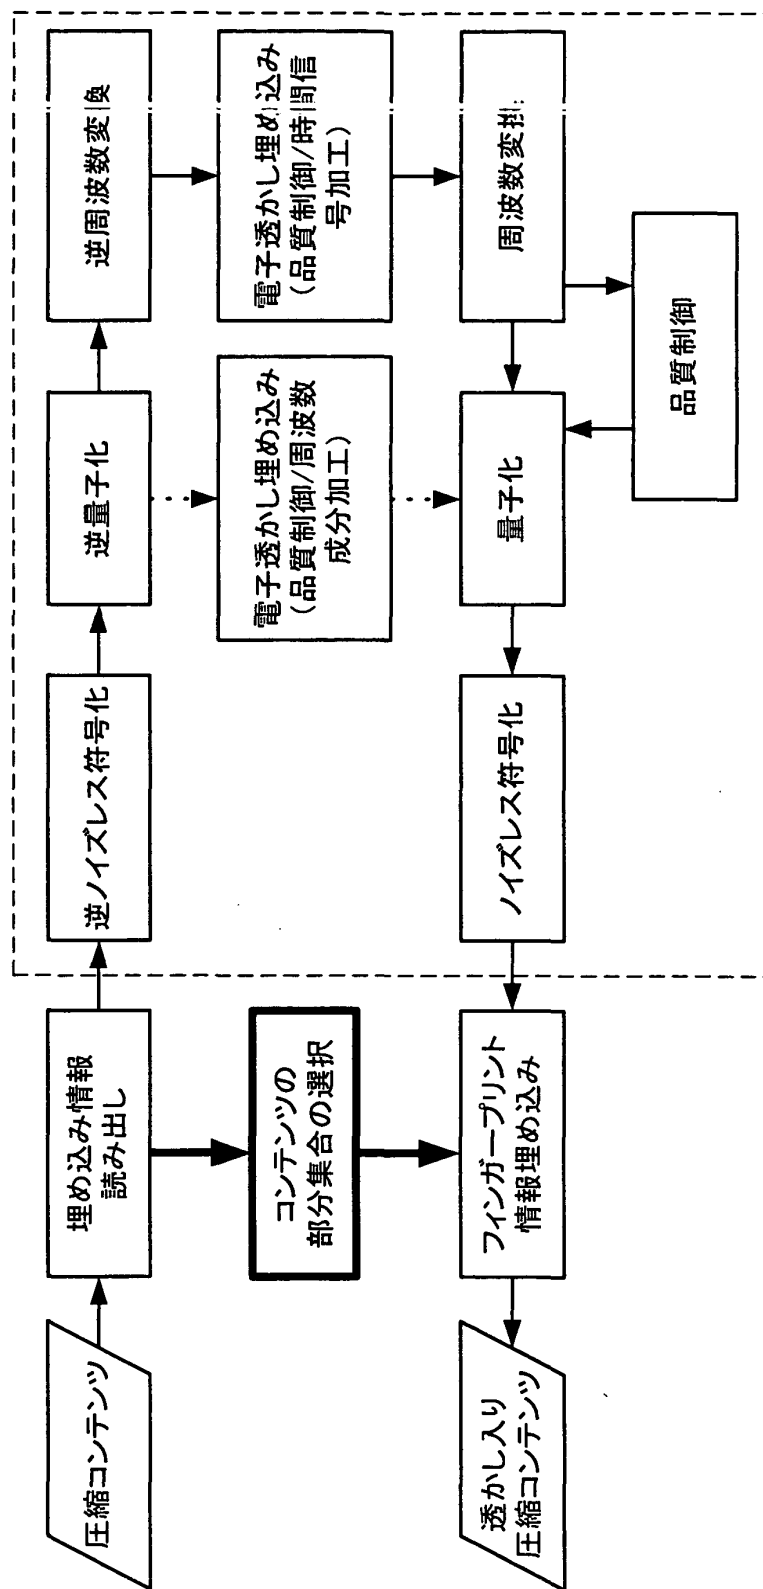 圧縮コンテンツ
埋め込み情報
読み出し
逆ノイズレス符号化
逆量子化
逆周波数変換
コンテンツの
部分集合の選択
電子透かし埋め込み
(品質制御/周波数
成分加工)
電子透かし埋め込み
(品質制御/時間信
号加工)
透かし入り
圧縮コンテンツ
フィンガープリント
情報埋め込み
ノイズレス符号化
量子化
周波数変換
品質制御